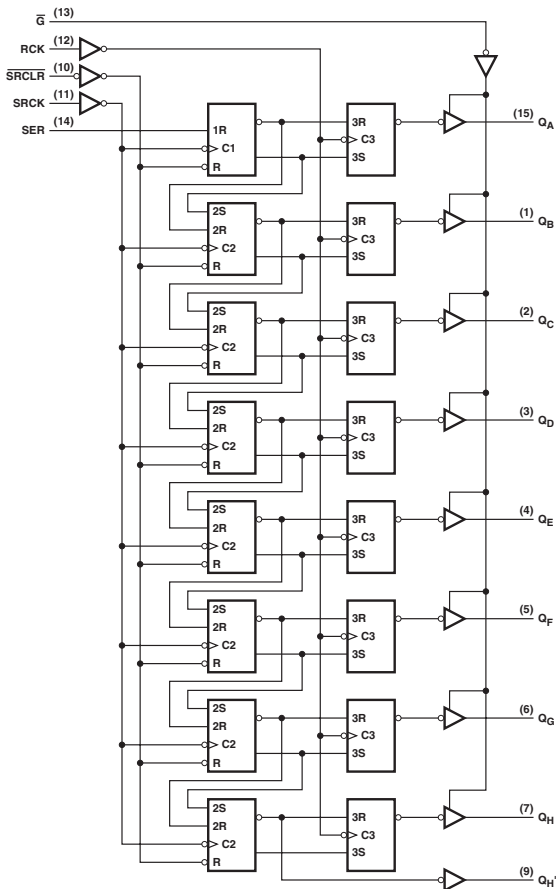 G (13)
RCK (12)
SRCLR (10)
SRCK (11)
SER (14)
1R
C1
R
3R
C3
3S
(15) QA
2S
2R
C2
R
3R
C3
3S
(1) QB
2S
2R
C2
R
3R
C3
3S
(2) QC
2S
2R
C2
R
3R
C3
3S
(3) QD
2S
2R
C2
R
3R
C3
3S
(4) QE
2S
2R
C2
R
3R
C3
3S
(5) QF
2S
2R
C2
R
3R
C3
3S
(6) QG
2S
2R
C2
R
3R
C3
3S
(7) QH
(9) QH'